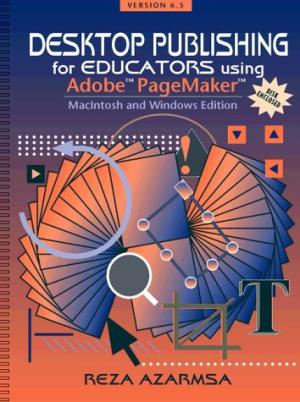 VERSION 6.5
DESKTOP PUBLISHING
for EDUCATORS using
Adobe™ PageMaker™
MacIntosh and Windows Edition
DISK ENCLOSED
T
REZA AZARMSA